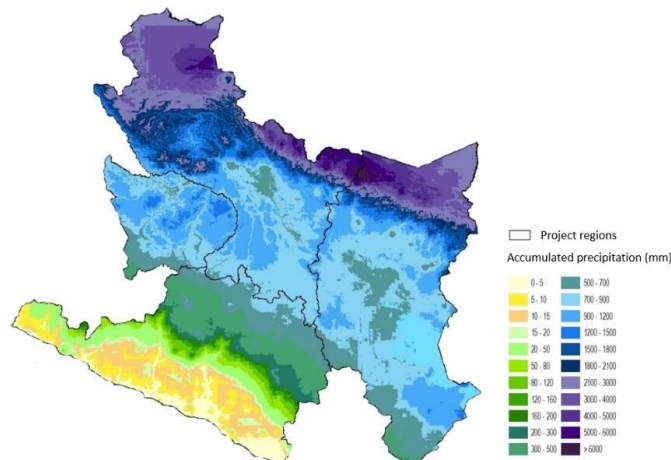 Project regions
Accumulated precipitation (mm)
0 - 5
5 - 10
10 - 15
15 - 20
20 - 50
50 - 80
80 - 120
120 - 160
160 - 200
200 - 300
300 - 500
500 - 700
700 - 900
900 - 1200
1200 - 1500
1500 - 1800
1800 - 2100
2100 - 3000
3000 - 4000
4000 - 5000
5000 - 6000
> 6000